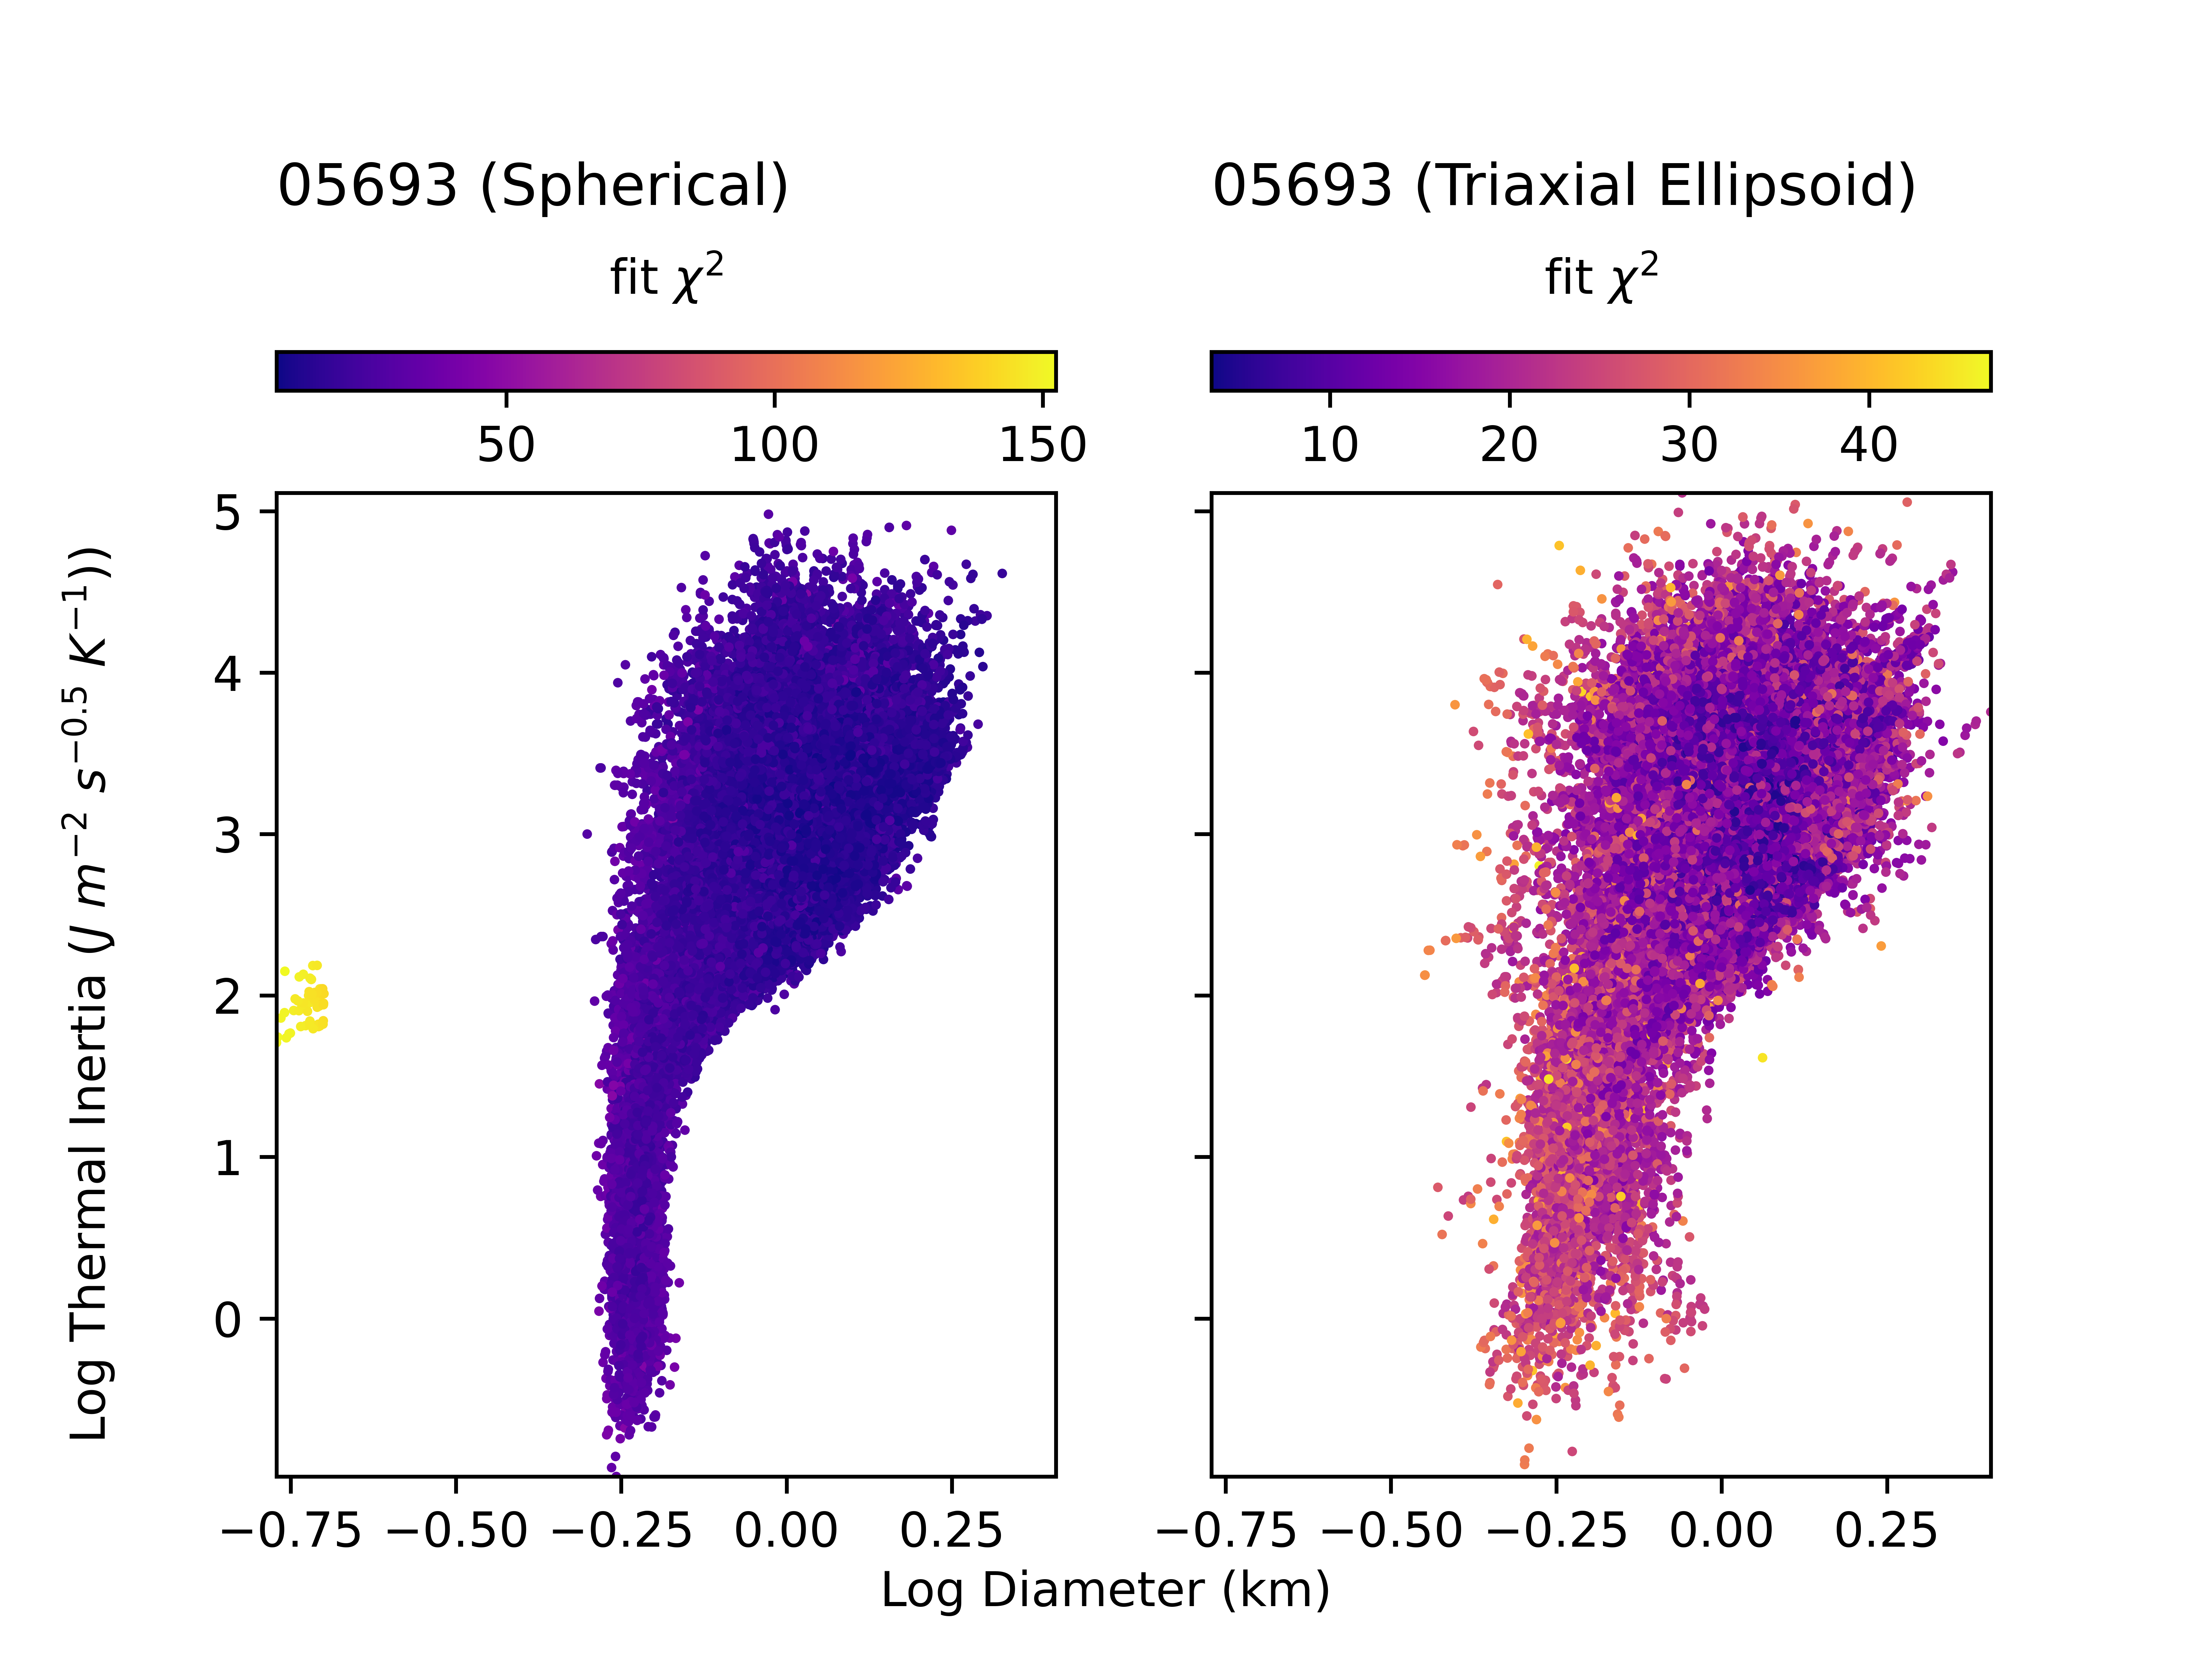 05693 (Spherical)
05693 (Triaxial Ellipsoid)
fit χ²
fit χ²
50 100 150
10 20 30 40
5
4
3
2
1
0
Log Thermal Inertia (J m⁻² s⁻⁰·⁵ K⁻¹))
−0.75 −0.50 −0.25 0.00 0.25
−0.75 −0.50 −0.25 0.00 0.25
Log Diameter (km)